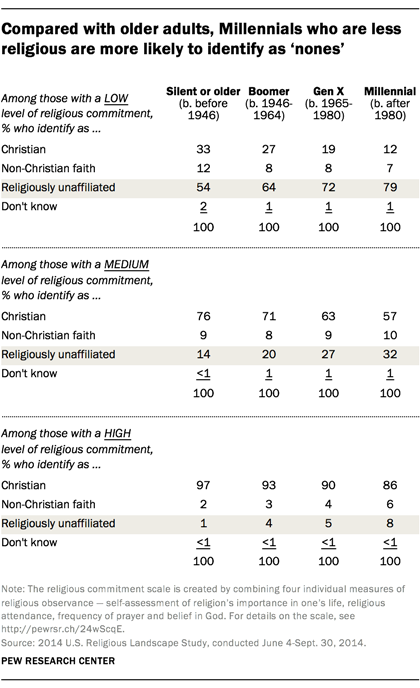 Compared with older adults, Millennials who are less
religious are more likely to identify as ‘nones’
Among those with a LOW
level of religious commitment,
% who identify as ...
Silent or older Boomer Gen X Millennial
(b. before (b. 1946- (b. 1965- (b. after
1946) 1964) 1980) 1980)
Christian 33 27 19 12
Non-Christian faith 12 8 8 7
Religiously unaffiliated 54 64 72 79
Don't know 2 1 1 1
100 100 100 100
Among those with a MEDIUM
level of religious commitment,
% who identify as ...
Christian 76 71 63 57
Non-Christian faith 9 8 9 10
Religiously unaffiliated 14 20 27 32
Don't know <1 1 1 1
100 100 100 100
Among those with a HIGH
level of religious commitment,
% who identify as ...
Christian 97 93 90 86
Non-Christian faith 2 3 4 6
Religiously unaffiliated 1 4 5 8
Don't know <1 <1 <1 <1
100 100 100 100
Note: The religious commitment scale is created by combining four individual measures of
religious observance — self-assessment of religion's importance in one's life, religious
attendance, frequency of prayer and belief in God. For details on the scale, see
http://pewrsr.ch/24wScqE.
Source: 2014 U.S. Religious Landscape Study, conducted June 4-Sept. 30, 2014.
PEW RESEARCH CENTER